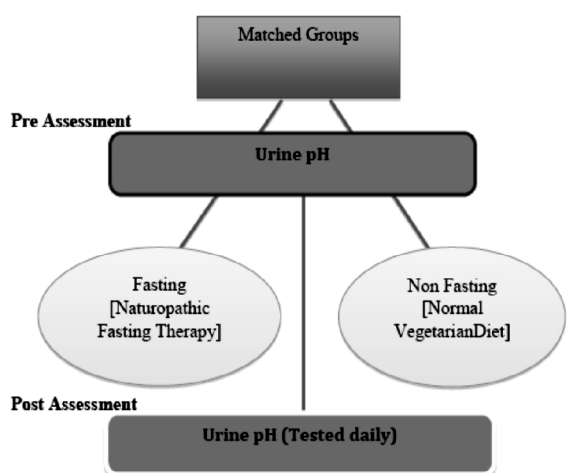 Matched Groups
Pre Assessment
Urine pH
Fasting
[Naturopathic
Fasting Therapy]
Non Fasting
[Normal
VegetarianDiet]
Post Assessment
Urine pH (Tested daily)